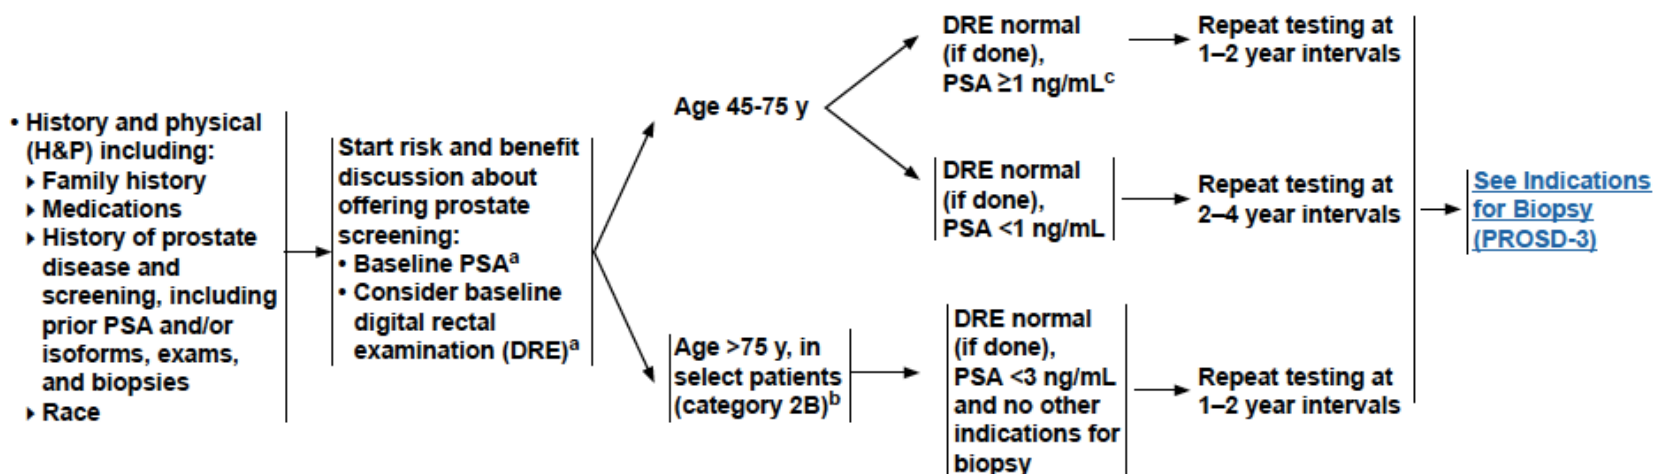 • History and physical
(H&P) including:
▸ Family history
▸ Medications
▸ History of prostate
disease and
screening, including
prior PSA and/or
isoforms, exams,
and biopsies
▸ Race
Start risk and benefit
discussion about
offering prostate
screening:
• Baseline PSAᵃ
• Consider baseline
digital rectal
examination (DRE)ᵃ
Age 45-75 y
DRE normal
(if done),
PSA ≥1 ng/mLᶜ
Repeat testing at
1–2 year intervals
DRE normal
(if done),
PSA <1 ng/mL
Repeat testing at
2–4 year intervals
Age >75 y, in
select patients
(category 2B)ᵇ
DRE normal
(if done),
PSA <3 ng/mL
and no other
indications for
biopsy
Repeat testing at
1–2 year intervals
See Indications
for Biopsy
(PROSD-3)